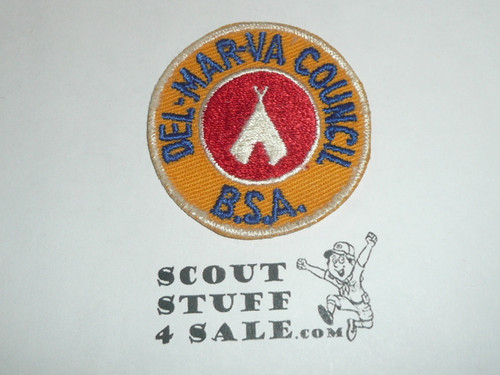 DEL-MAR-VA COUNCIL
B.S.A.
SCOUT
STUFF
4 SALE.COM